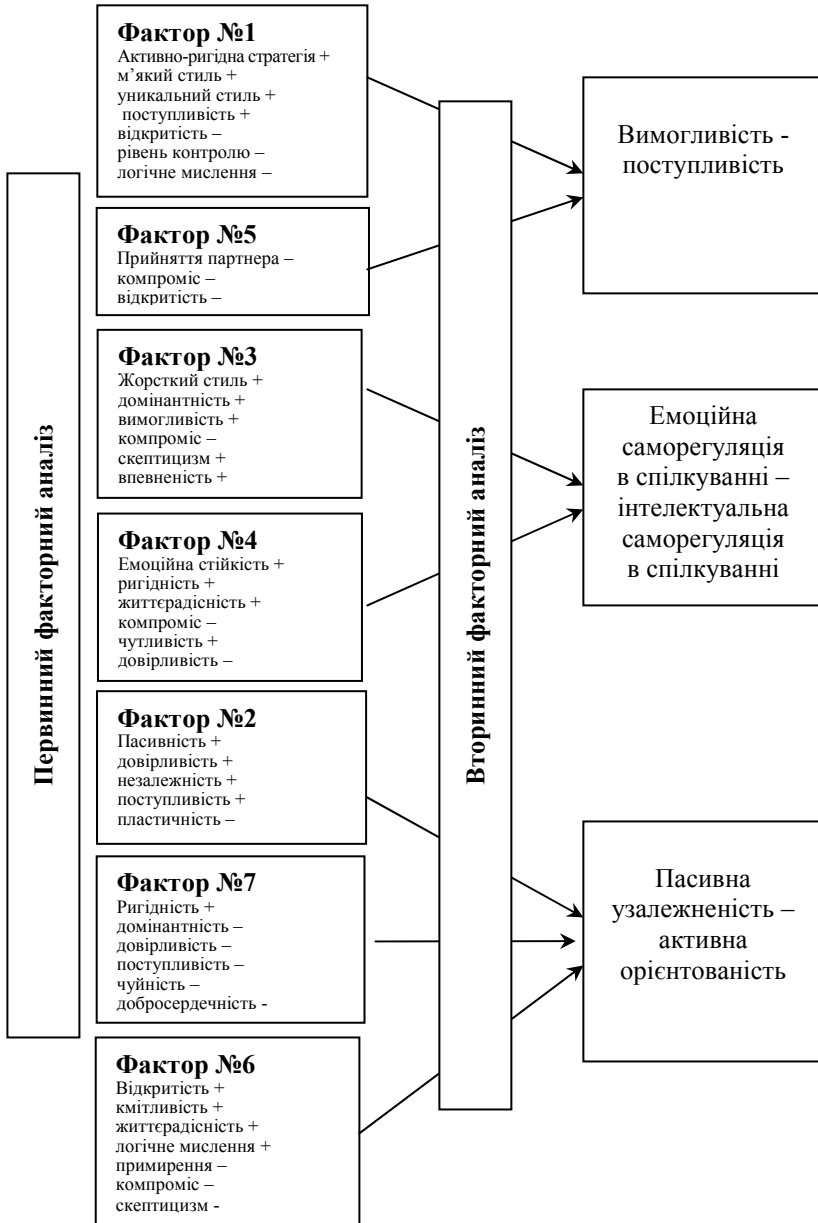 Первинний факторний аналіз
Фактор №1
Активно-ригідна стратегія +
м’який стиль +
уникальний стиль +
поступливість +
відкритість –
рівень контролю –
логічне мислення –
Фактор №5
Прийняття партнера –
компроміс –
відкритість –
Фактор №3
Жорсткий стиль +
домінантність +
вимогливість +
компроміс –
скептицизм +
впевненість +
Фактор №4
Емоційна стійкість +
ригідність +
життєрадісність +
компроміс –
чутливість +
довірливість –
Фактор №2
Пасивність +
довірливість +
незалежність +
поступливість +
пластичність –
Фактор №7
Ригідність +
домінантність –
довірливість –
поступливість –
чуйність –
добросердечність -
Фактор №6
Відкритість +
кмітливість +
життєрадісність +
логічне мислення +
примирення –
компроміс –
скептицизм -
Вторинний факторний аналіз
Вимогливість -
поступливість
Емоційна
саморегуляція
в спілкуванні –
інтелектуальна
саморегуляція
в спілкуванні
Пасивна
узалежненість –
активна
орієнтованість